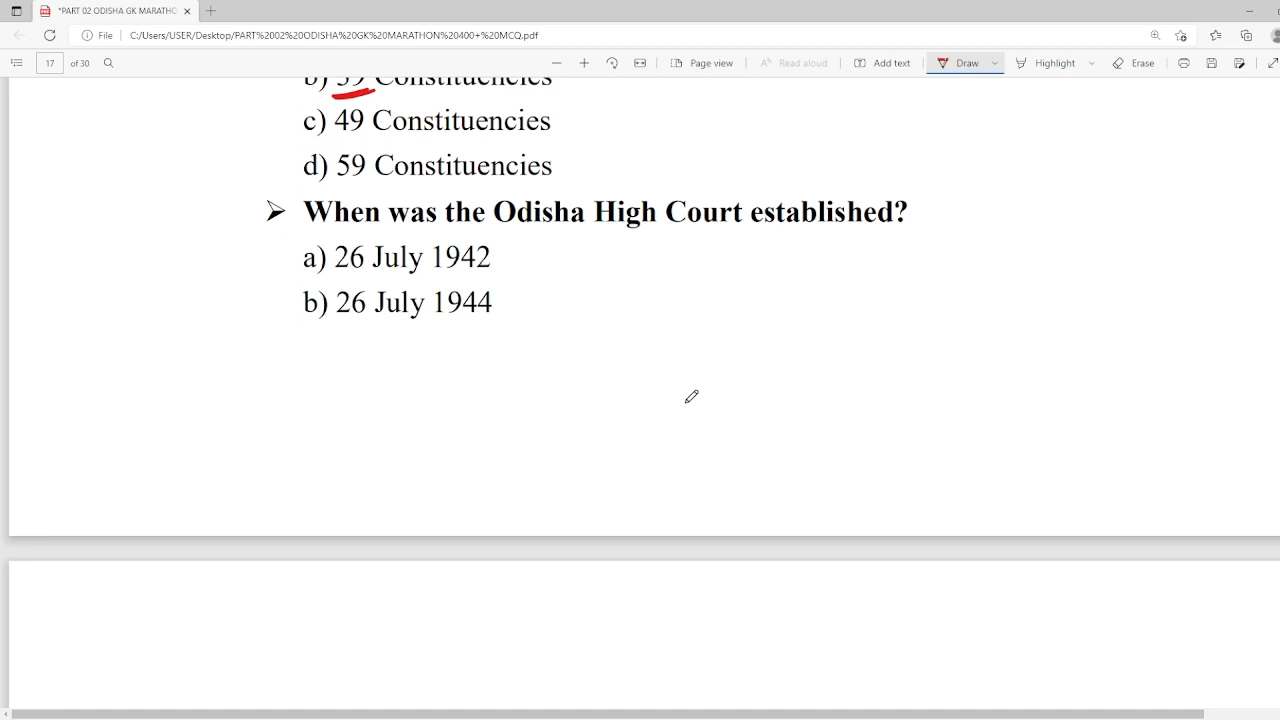 *PART 02 ODISHA GK MARATHO
File
C:/Users/USER/Desktop/PART%2002%20ODISHA%20GK%20MARATHON%20400+%20MCQ.pdf
17 of 30
Page view
Read aloud
Add text
Draw
Highlight
Erase
Constituencies
c) 49 Constituencies
d) 59 Constituencies
➢ When was the Odisha High Court established?
a) 26 July 1942
b) 26 July 1944